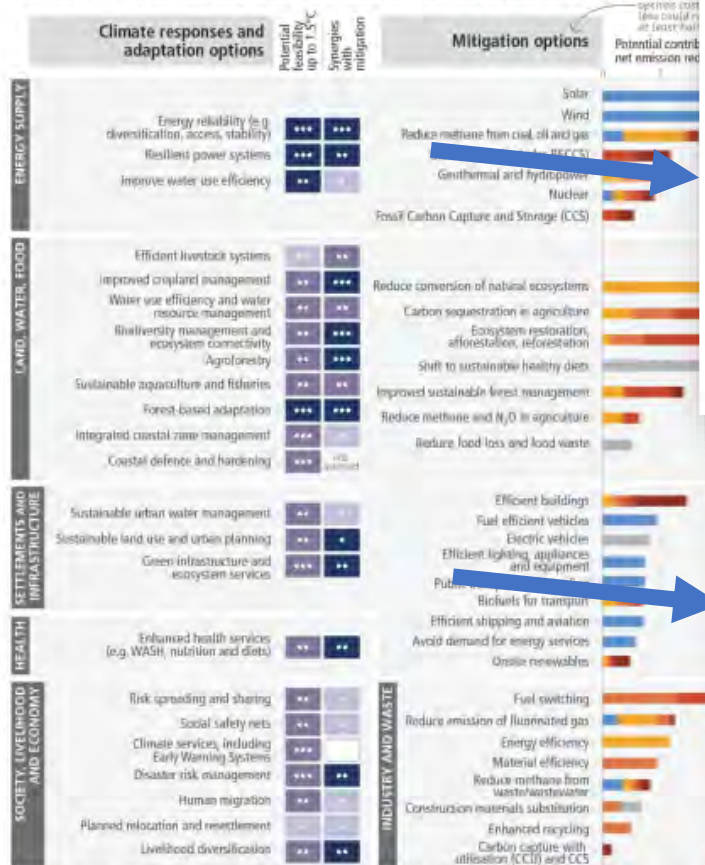 Climate responses and
adaptation options
Potential
feasibility
up to 1.5°C
Synergies
with
mitigation
ENERGY SUPPLY
Energy reliability (e.g.
diversification, access, stability)
Resilient power systems
Improve water use efficiency
LAND, WATER, FOOD
Efficient livestock systems
Improved cropland management
Water use efficiency and water
resource management
Biodiversity management and
ecosystem connectivity
Agroforestry
Sustainable aquaculture and fisheries
Forest-based adaptation
Integrated coastal zone management
Coastal defence and hardening
SETTLEMENTS AND
INFRASTRUCTURE
Sustainable urban water management
Sustainable land use and urban planning
Green infrastructure and
ecosystem services
HEALTH
Enhanced health services
(e.g. WASH, nutrition and diets)
SOCIETY, LIVELIHOOD
AND ECONOMY
Risk spreading and sharing
Social safety nets
Climate services, including
Early Warning Systems
Disaster risk management
Human migration
Planned relocation and resettlement
Livelihood diversification
Mitigation options
Potential contrib
net emission red
Solar
Wind
Reduce methane from coal, oil and gas
BECCS)
Geothermal and hydropower
Nuclear
Fossil Carbon Capture and Storage (CCS)
Reduce conversion of natural ecosystems
Carbon sequestration in agriculture
Ecosystem restoration,
afforestation, reforestation
Shift to sustainable healthy diets
Improved sustainable forest management
Reduce methane and N₂O in agriculture
Reduce food loss and food waste
Efficient buildings
Fuel efficient vehicles
Electric vehicles
Efficient lighting, appliances
and equipment
Biofuels for transport
Efficient shipping and aviation
Avoid demand for energy services
Onsite renewables
INDUSTRY AND WASTE
Fuel switching
Reduce emission of fluorinated gas
Energy efficiency
Material efficiency
Reduce methane from
waste/wastewater
Construction materials substitution
Enhanced recycling
Carbon capture with
utilisation (CCU) and CCS